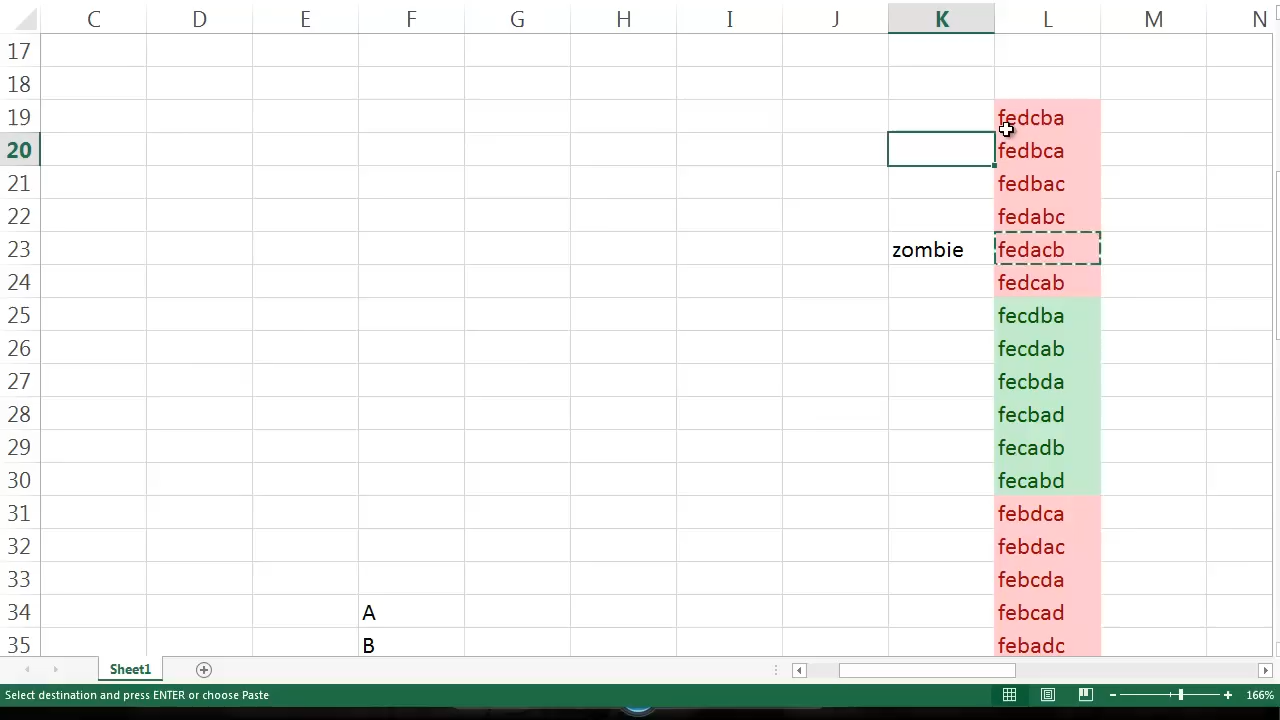 C D E F G H I J K L M N
17
18
19 fedcba
20 fedbca
21 fedbac
22 fedabc
23 zombie fedacb
24 fedcab
25 fecdba
26 fecdab
27 fecbda
28 fecbad
29 fecadb
30 fecabd
31 febdca
32 febdac
33 febcda
34 A febcad
35 B febadc
Sheet1
Select destination and press ENTER or choose Paste 166%